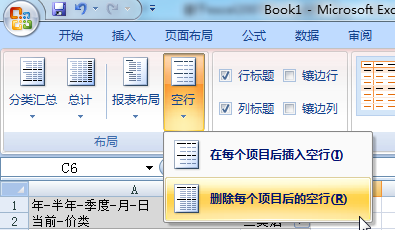 Book1 - Microsoft Exc
开始 插入 页面布局 公式 数据 审阅
分类汇总 总计 报表布局 空行
行标题 镶边行
列标题 镶边列
布局
在每个项目后插入空行(I)
删除每个项目后的空行(R)
C6
A
1 年-半年-季度-月-日
2 当前-价类